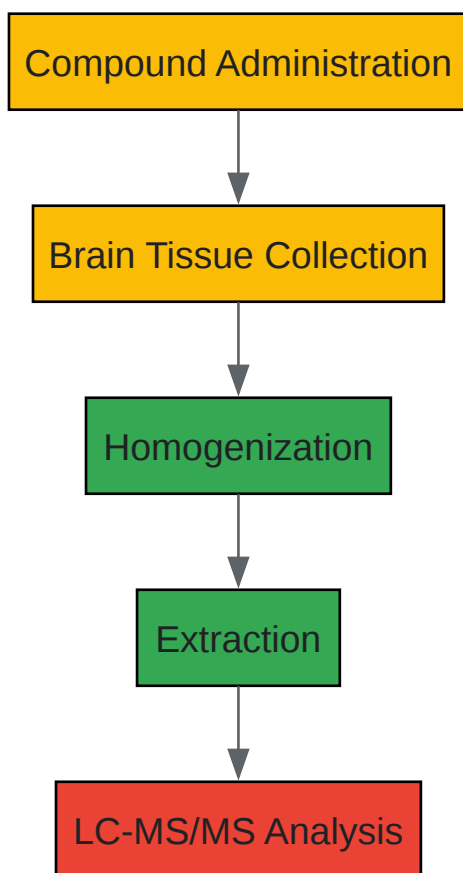 Compound Administration
Brain Tissue Collection
Homogenization
Extraction
LC-MS/MS Analysis